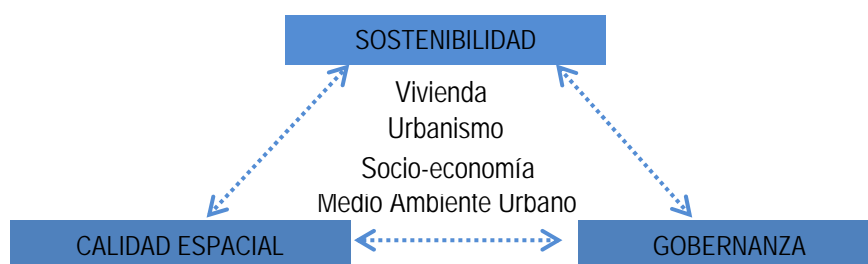 SOSTENIBILIDAD
Vivienda
Urbanismo
Socio-economía
Medio Ambiente Urbano
CALIDAD ESPACIAL
GOBERNANZA